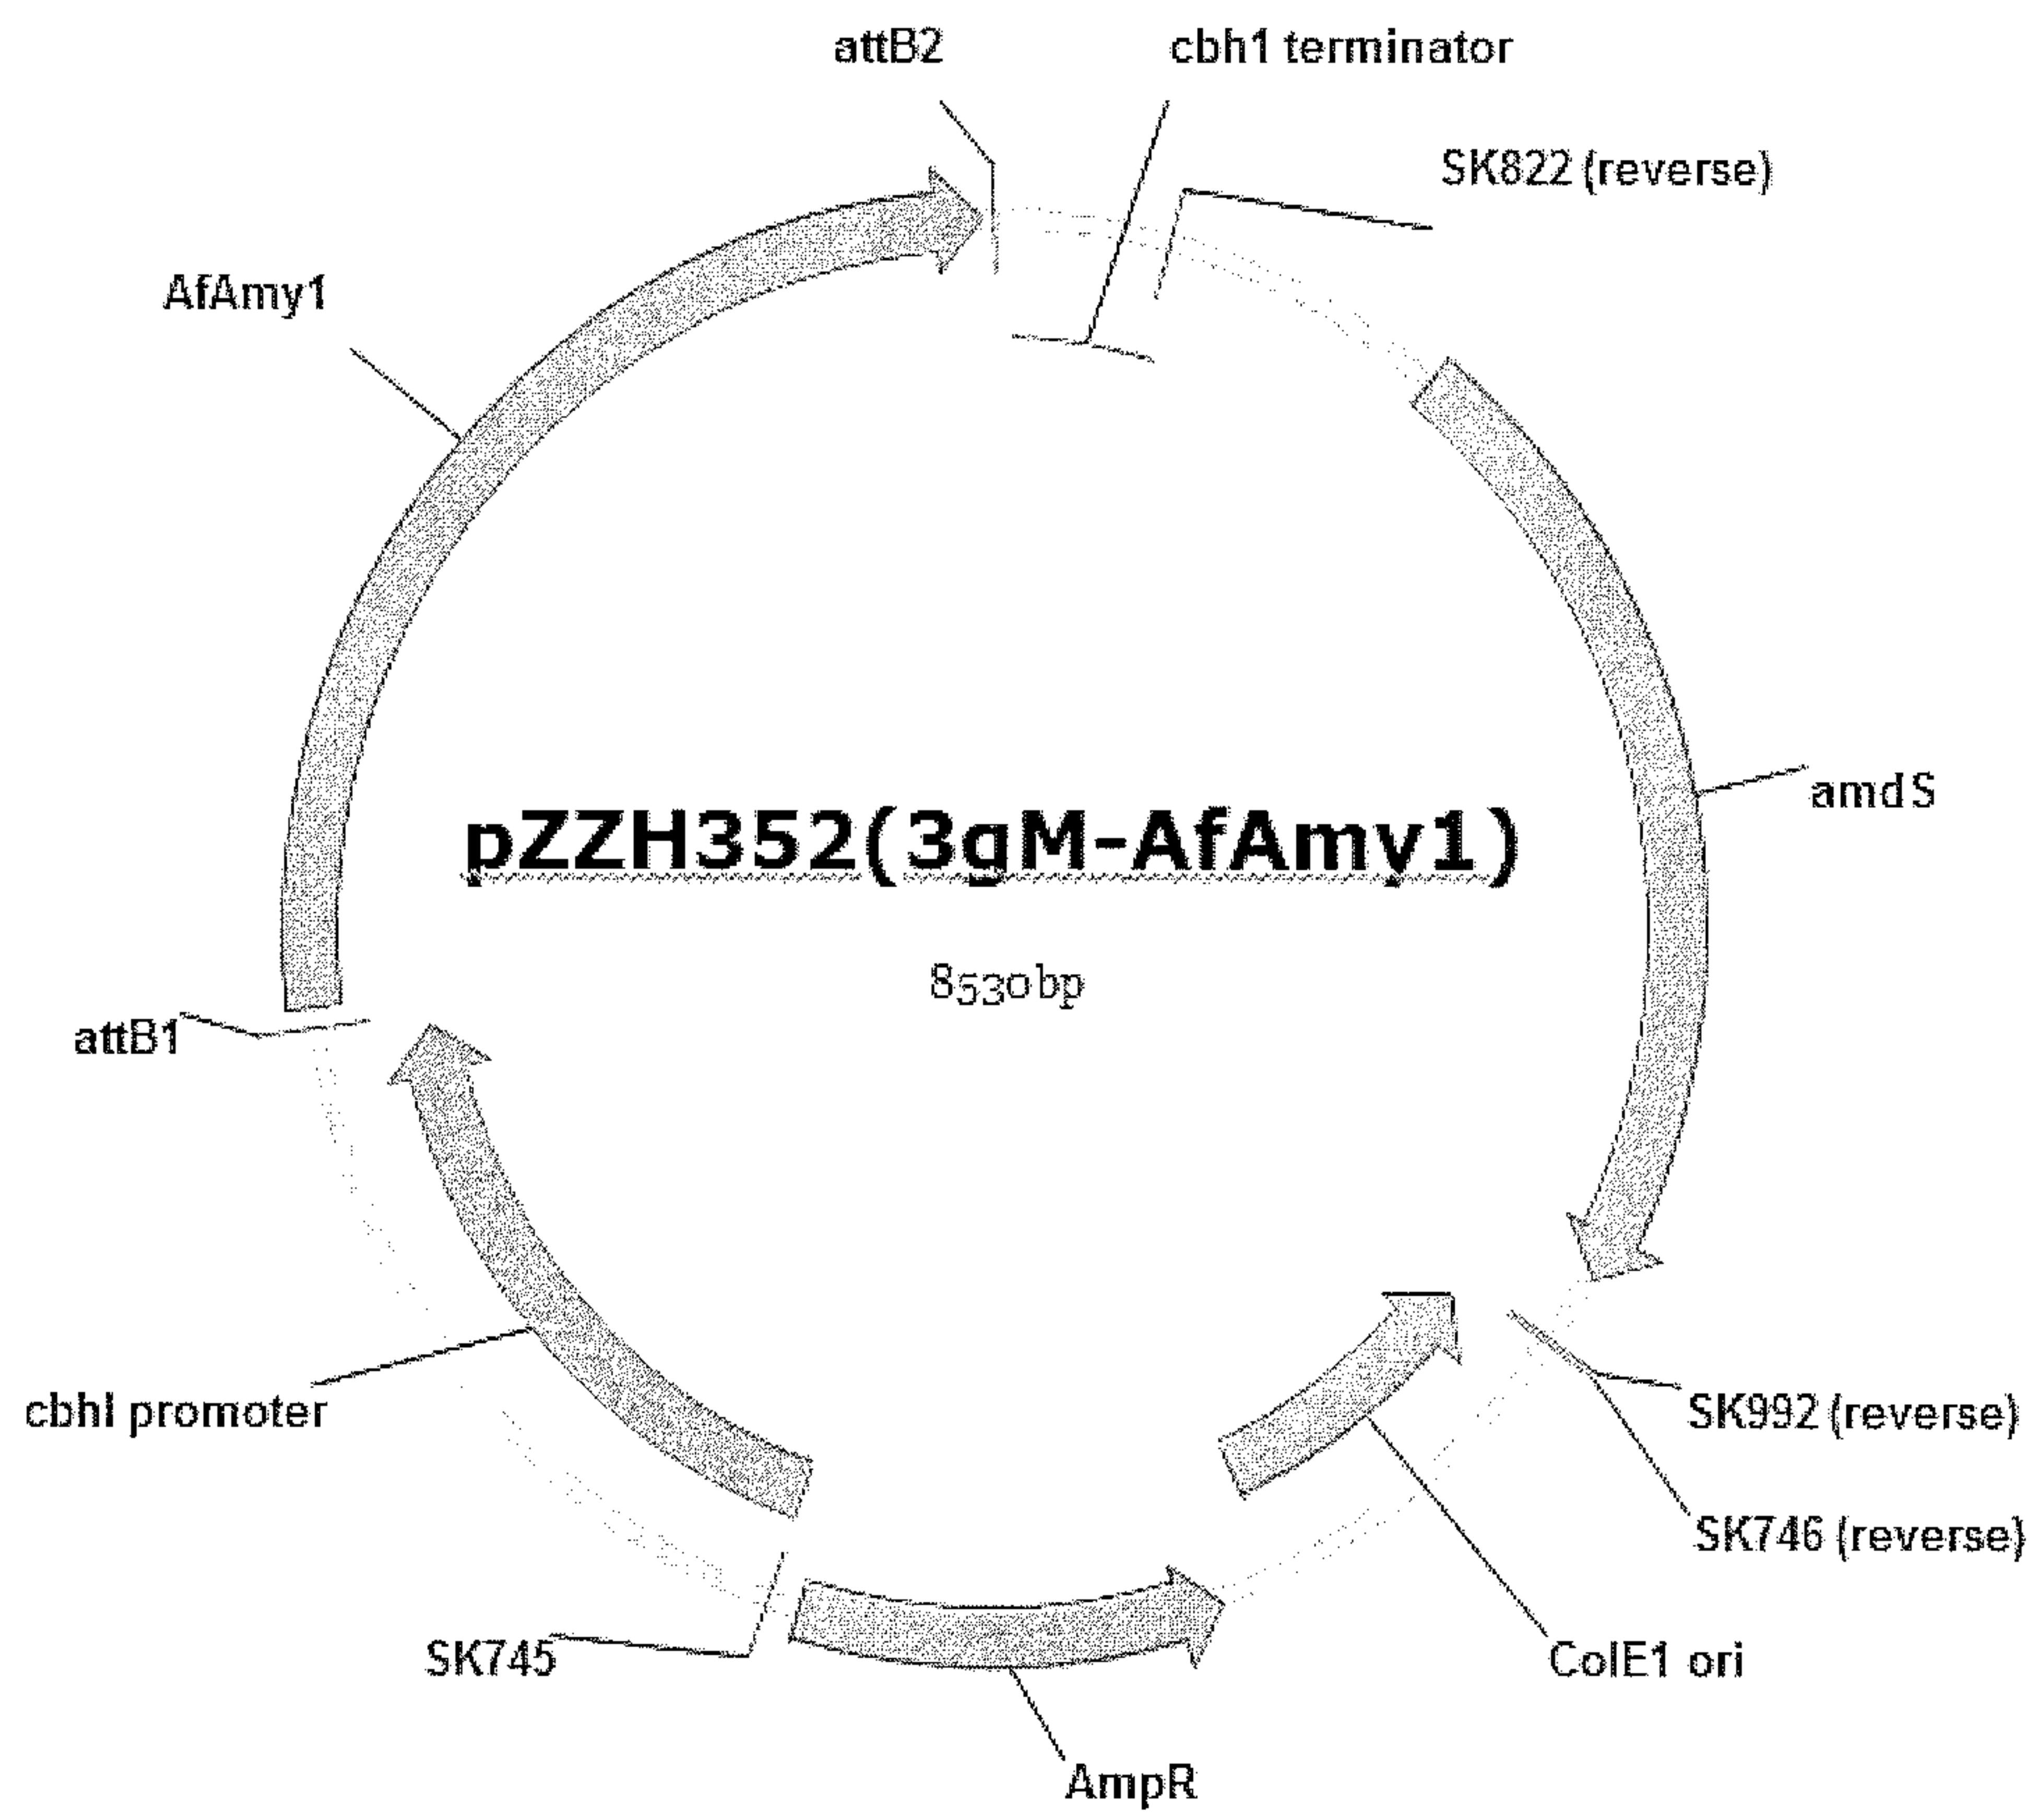 attB2
cbh1 terminator
SK822 (reverse)
AfAmy1
amdS
pZZH352(3gM-AfAmy1)
8530bp
attB1
cbhI promoter
SK992 (reverse)
SK746 (reverse)
SK745
ColE1 ori
AmpR